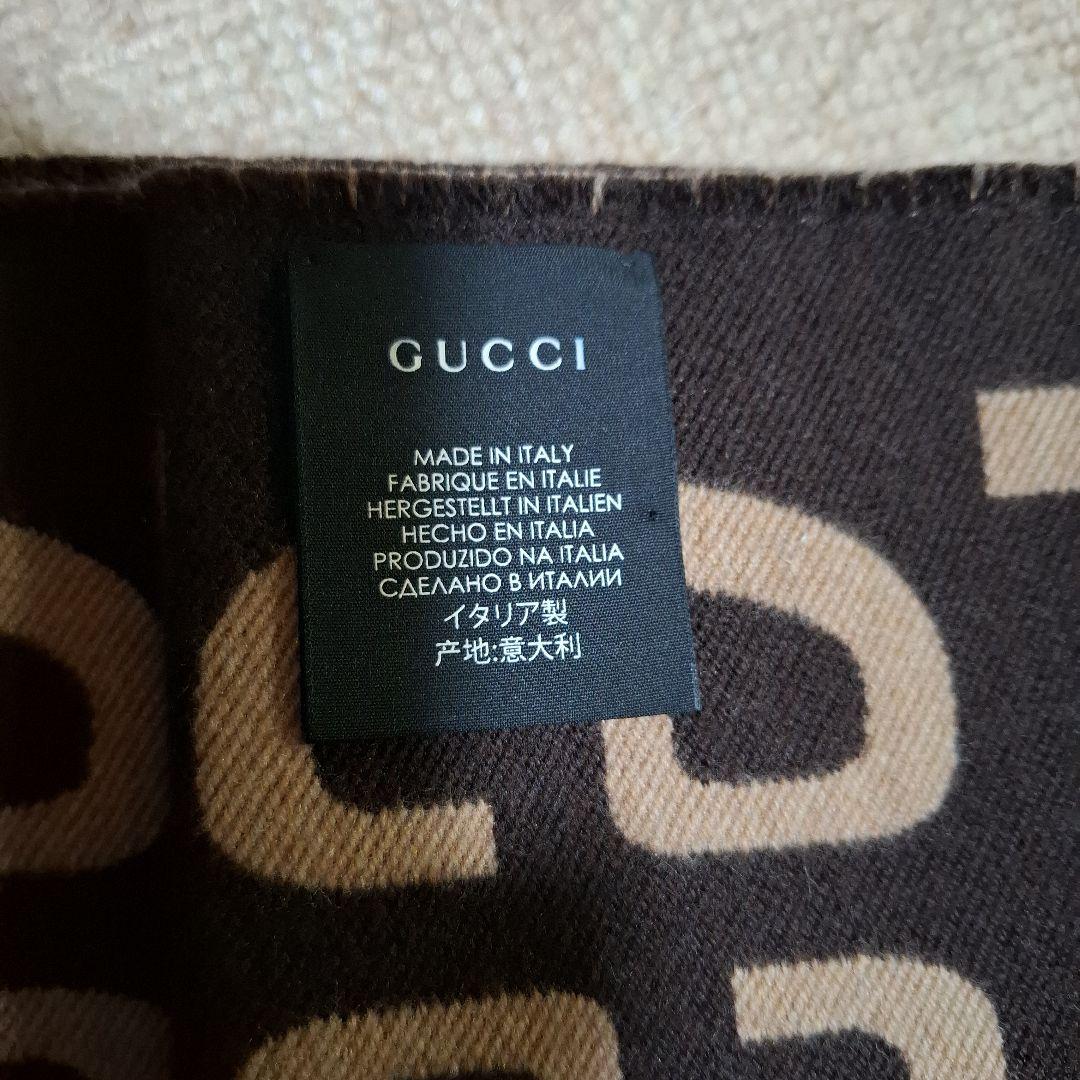 GUCCI
MADE IN ITALY
FABRIQUE EN ITALIE
HERGESTELLT IN ITALIEN
HECHO EN ITALIA
PRODUZIDO NA ITALIA
СДЕЛАНО В ИТАЛИИ
イタリア製
产地:意大利